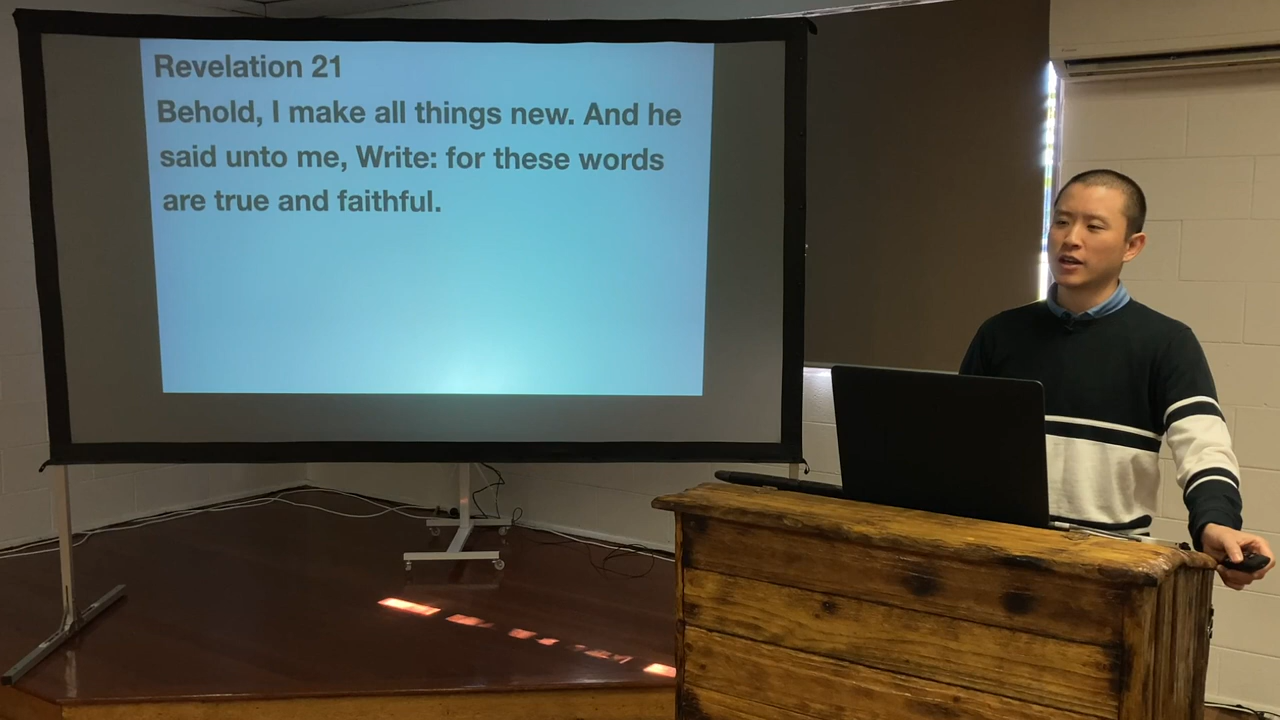 Revelation 21
Behold, I make all things new. And he
said unto me, Write: for these words
are true and faithful.